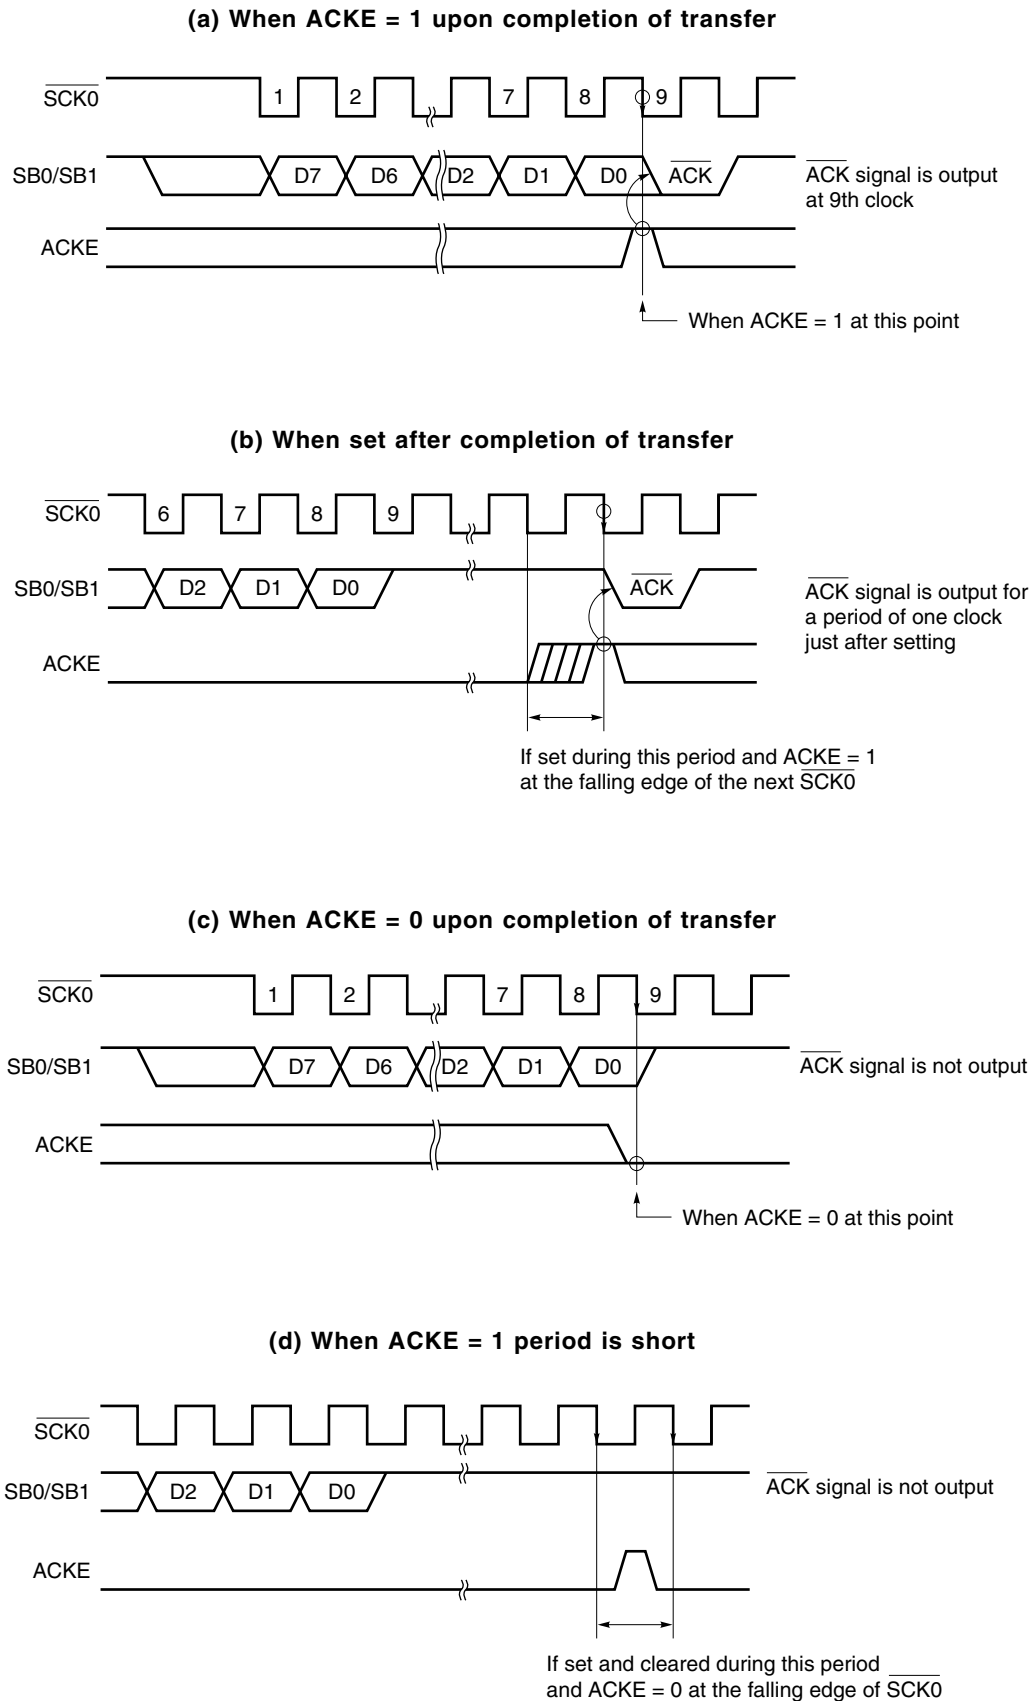 (a) When ACKE = 1 upon completion of transfer
SCK0
1 2 7 8 9
SB0/SB1
D7 D6 D2 D1 D0 ACK
ACK signal is output
at 9th clock
ACKE
When ACKE = 1 at this point
(b) When set after completion of transfer
SCK0
6 7 8 9
SB0/SB1
D2 D1 D0 ACK
ACK signal is output for
a period of one clock
just after setting
ACKE
If set during this period and ACKE = 1
at the falling edge of the next SCK0
(c) When ACKE = 0 upon completion of transfer
SCK0
1 2 7 8 9
SB0/SB1
D7 D6 D2 D1 D0
ACK signal is not output
ACKE
When ACKE = 0 at this point
(d) When ACKE = 1 period is short
SCK0
SB0/SB1
D2 D1 D0
ACK signal is not output
ACKE
If set and cleared during this period
and ACKE = 0 at the falling edge of SCK0